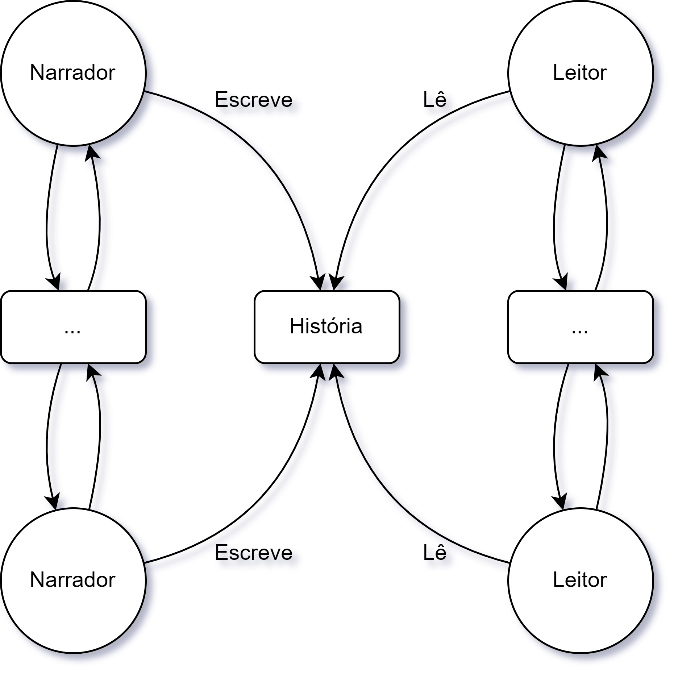 Narrador
Leitor
Escreve
Lê
...
História
...
Escreve
Lê
Narrador
Leitor